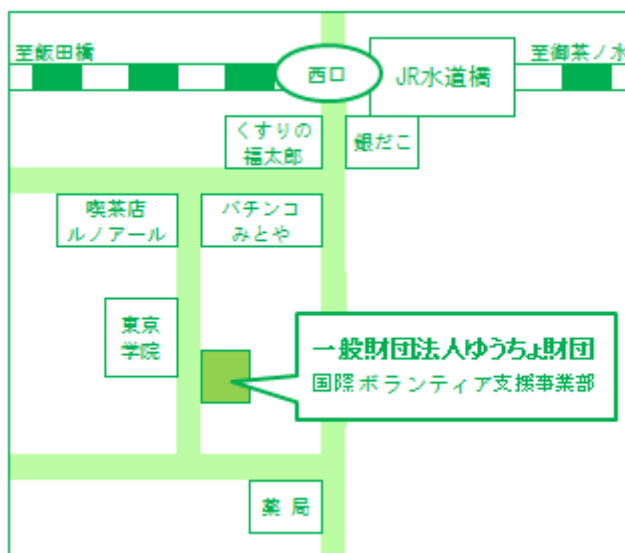 至飯田橋
西口
JR水道橋
至御茶ノ水
くすりの
福太郎
銀だこ
喫茶店
ルノアール
パチンコ
みとや
東京
学院
一般財団法人ゆうちょ財団
国際ボランティア支援事業部
薬局